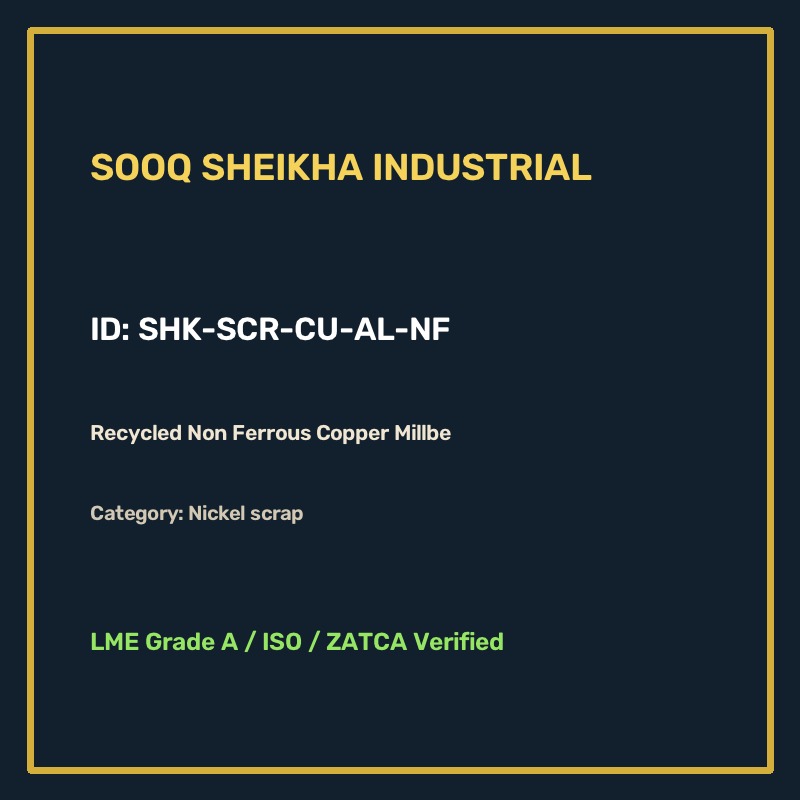 SOOQ SHEIKHA INDUSTRIAL
ID: SHK-SCR-CU-AL-NF
Recycled Non Ferrous Copper Millbe
Category: Nickel scrap
LME Grade A / ISO / ZATCA Verified